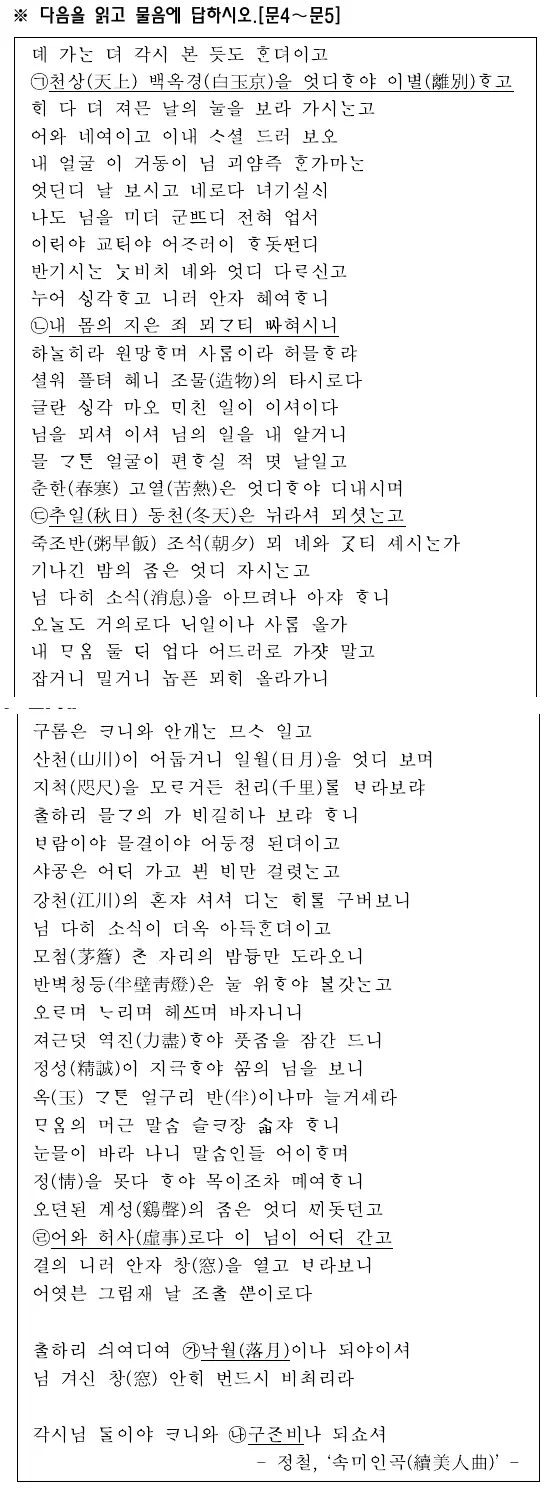 ※ 다음을 읽고 물음에 답하시오.[문4～문5]
뎨 가는 뎌 각시 본 듯도 ᄒᆞᆫ뎌이고
㉠천상(天上) 백옥경(白玉京)을 엇디ᄒᆞ야 이별(離別)ᄒᆞ고
ᄒᆡ 다 뎌 져믄 날의 눌을 보라 가시ᄂᆞᆫ고
어와 네여이고 이내 ᄉᆞ셜 드러 보오
내 얼굴 이 거동이 님 괴얌즉 ᄒᆞᆫ가마ᄂᆞᆫ
엇딘디 날 보시고 네로다 녀기실ᄉᆡ
나도 님을 미더 군ᄠᅳ디 전혀 업서
이ᄅᆡ야 교ᄐᆡ야 어ᄌᆞ러이 ᄒᆞ돗ᄯᅥᆫ디
반기시ᄂᆞᆫ ᄂᆞᆺ비치 녜와 엇디 다ᄅᆞ신고
누어 ᄉᆡᆼ각ᄒᆞ고 니러 안자 혜여ᄒᆞ니
㉡내 몸의 지은 죄 뫼ᄀᆞ티 ᄡᅡ혀시니
하ᄂᆞᆯ히라 원망ᄒᆞ며 사ᄅᆞᆷ이라 허믈ᄒᆞ랴
셜워 플텨 혜니 조물(造物)의 타시로다
글란 ᄉᆡᆼ각 마오 ᄆᆡ친 일이 이셔이다
님을 뫼셔 이셔 님의 일을 내 알거니
믈 ᄀᆞᄐᆞᆫ 얼굴이 편ᄒᆞ실 적 몃 날일고
춘한(春寒) 고열(苦熱)은 엇디ᄒᆞ야 디내시며
㉢추일(秋日) 동천(冬天)은 뉘라셔 뫼셧ᄂᆞᆫ고
죽조반(粥早飯) 조석(朝夕) 뫼 녜와 ᄀᆞᆺ티 셰시ᄂᆞᆫ가
기나긴 밤의 ᄌᆞᆷ은 엇디 자시ᄂᆞᆫ고
님 다히 소식(消息)을 아므려나 아쟈 ᄒᆞ니
오ᄂᆞᆯ도 거의로다 ᄂᆡ일이나 사ᄅᆞᆷ 올가
내 ᄆᆞᄋᆞᆷ 둘 ᄃᆡ 업다 어드러로 가쟛 말고
잡거니 밀거니 놉픈 뫼ᄒᆡ 올라가니
구롬은 ᄏᆞ니와 안개ᄂᆞᆫ 므ᄉᆞ 일고
산천(山川)이 어둡거니 일월(日月)을 엇디 보며
지척(咫尺)을 모ᄅᆞ거든 천리(千里)ᄅᆞᆯ ᄇᆞ라보랴
ᄎᆞᆯ하리 믈ᄀᆞ의 가 ᄇᆡ길히나 보랴 ᄒᆞ니
ᄇᆞ람이야 믈결이야 어둥졍 된뎌이고
샤공은 어ᄃᆡ 가고 븬 ᄇᆡ만 걸렷ᄂᆞᆫ고
강천(江川)의 혼쟈 셔셔 디ᄂᆞᆫ ᄒᆡᄅᆞᆯ 구버보니
님 다히 소식이 더옥 아득ᄒᆞᆫ뎌이고
모쳠(茅簷) ᄎᆞᆫ 자리의 밤듕만 도라오니
반벽청등(半壁靑燈)은 눌 위ᄒᆞ야 ᄇᆞᆯ갓ᄂᆞᆫ고
오ᄅᆞ며 ᄂᆞ리며 헤ᄯᅳ며 바자니니
져근덧 역진(力盡)ᄒᆞ야 풋ᄌᆞᆷ을 잠간 드니
정성(精誠)이 지극ᄒᆞ야 ᄭᅮᆷ의 님을 보니
옥(玉) ᄀᆞᄐᆞᆫ 얼구리 반(半)이나마 늘거셰라
ᄆᆞᄋᆞᆷ의 머근 말ᄉᆞᆷ 슬ᄏᆞ장 ᄉᆞᆲ쟈 ᄒᆞ니
눈믈이 바라 나니 말ᄉᆞᆷ인들 어이ᄒᆞ며
정(情)을 못다 ᄒᆞ야 목이조차 메여ᄒᆞ니
오뎐된 계성(鷄聲)의 ᄌᆞᆷ은 엇디 ᄭᆡ돗던고
㉣어와 허사(虛事)로다 이 님이 어ᄃᆡ 간고
결의 니러 안자 창(窓)을 열고 ᄇᆞ라보니
어엿븐 그림재 날 조ᄎᆞᆯ ᄲᅮᆫ이로다
ᄎᆞᆯ하리 싀여디여 ㉮낙월(落月)이나 되야이셔
님 겨신 창(窓) 안ᄒᆡ 번드시 비최리라
각시님 ᄃᆞᆯ이야 ᄏᆞ니와 ㉯구ᄌᆞᆫ비나 되쇼셔
- 정철, ‘속미인곡(續美人曲)’ -